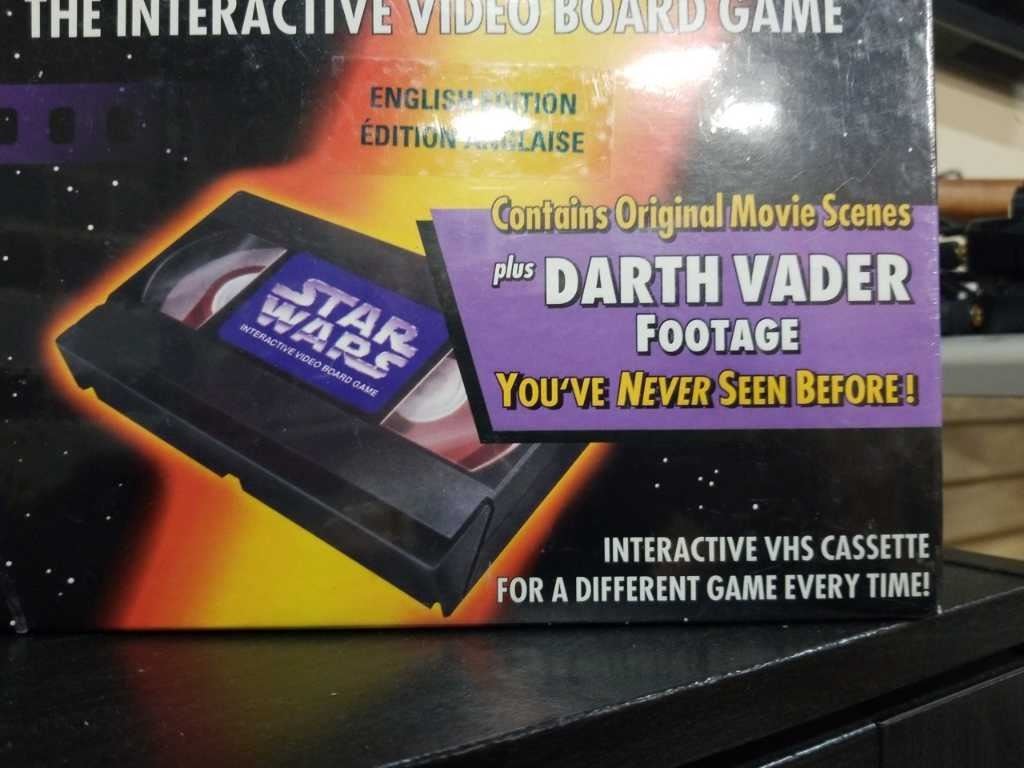 THE INTERACTIVE VIDEO BOARD GAME
ENGLISH EDITION
ÉDITION ANGLAISE
Contains Original Movie Scenes
plus DARTH VADER
FOOTAGE
YOU'VE NEVER SEEN BEFORE!
STAR
WARS
INTERACTIVE VIDEO BOARD GAME
INTERACTIVE VHS CASSETTE
FOR A DIFFERENT GAME EVERY TIME!